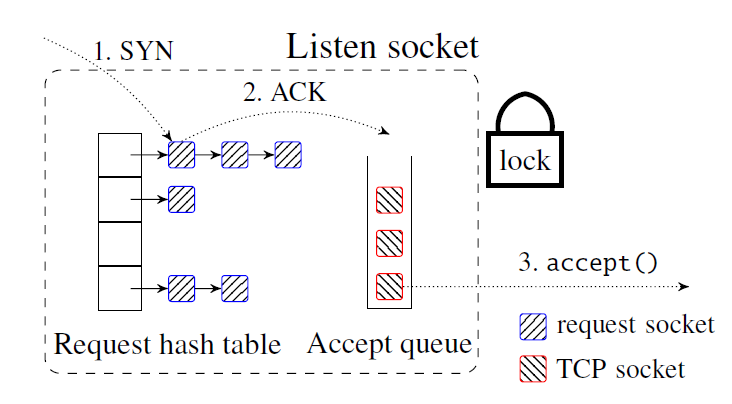 1. SYN
Listen socket
2. ACK
lock
3. accept()
Request hash table
Accept queue
request socket
TCP socket